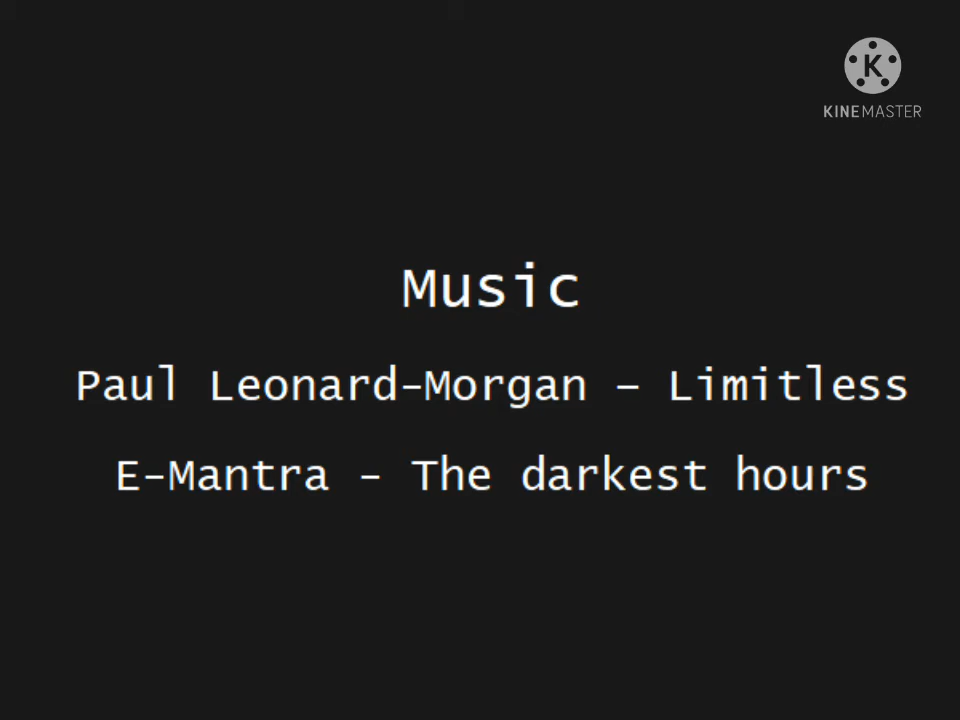 K
KINEMASTER
Music
Paul Leonard-Morgan – Limitless
E-Mantra - The darkest hours